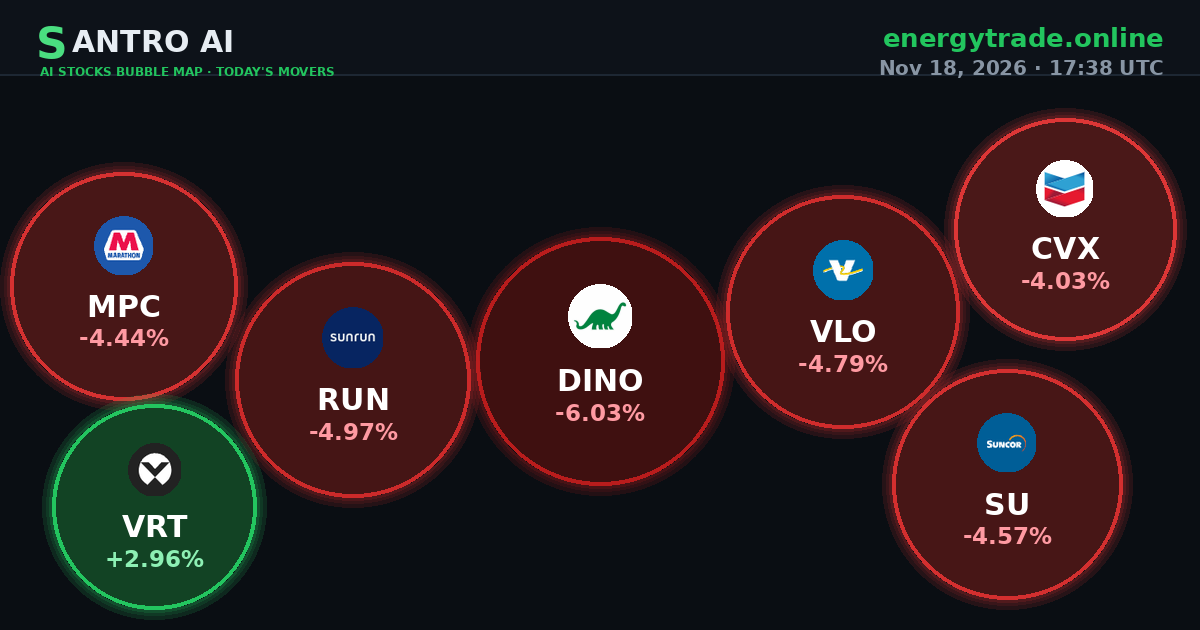 SANTRO AI
AI STOCKS BUBBLE MAP · TODAY'S MOVERS
energytrade.online
Nov 18, 2026 · 17:38 UTC
M
MARATHON
MPC
-4.44%
sunrun
RUN
-4.97%
DINO
-6.03%
V
VLO
-4.79%
CVX
-4.03%
VRT
+2.96%
SUNCOR
SU
-4.57%